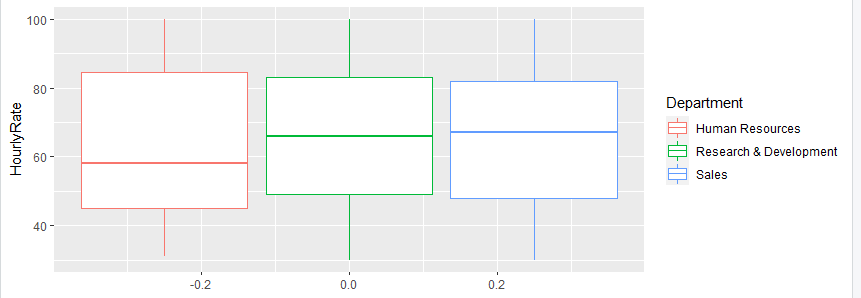 100
80
60
40
HourlyRate
-0.2
0.0
0.2
Department
Human Resources
Research & Development
Sales